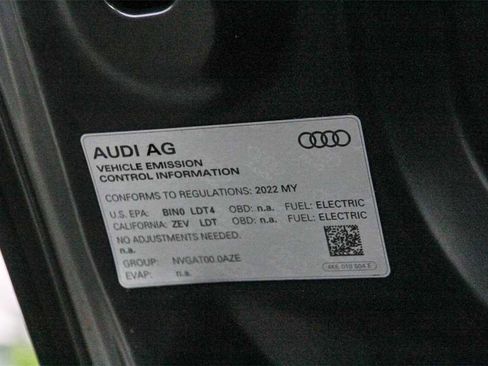 AUDI AG
VEHICLE EMISSION
CONTROL INFORMATION
CONFORMS TO REGULATIONS: 2022 MY
U.S. EPA: BIN0 LDT4 OBD: n.a. FUEL: ELECTRIC
CALIFORNIA: ZEV LDT OBD: n.a. FUEL: ELECTRIC
NO ADJUSTMENTS NEEDED.
n.a.
GROUP: NVGAT00.0AZE
EVAP: n.a.